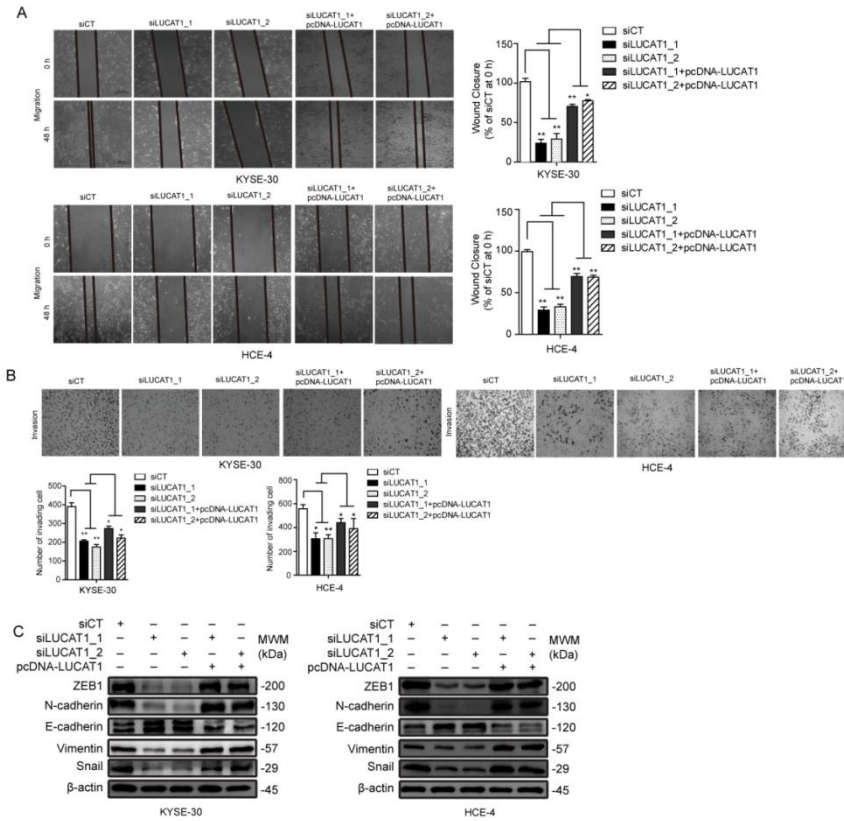 A
siCT siLUCAT1_1 siLUCAT1_2 siLUCAT1_1+ pcDNA-LUCAT1 siLUCAT1_2+ pcDNA-LUCAT1
Migration
0 h
48 h
KYSE-30
Wound Closure
(% of siCT at 0 h)
150
100
50
0
** ** ** *
KYSE-30
siCT
siLUCAT1_1
siLUCAT1_2
siLUCAT1_1+pcDNA-LUCAT1
siLUCAT1_2+pcDNA-LUCAT1
siCT siLUCAT1_1 siLUCAT1_2 siLUCAT1_1+ pcDNA-LUCAT1 siLUCAT1_2+ pcDNA-LUCAT1
Migration
0 h
48 h
HCE-4
Wound Closure
(% of siCT at 0 h)
150
100
50
0
** ** ** **
HCE-4
siCT
siLUCAT1_1
siLUCAT1_2
siLUCAT1_1+pcDNA-LUCAT1
siLUCAT1_2+pcDNA-LUCAT1
B
siCT siLUCAT1_1 siLUCAT1_2 siLUCAT1_1+ pcDNA-LUCAT1 siLUCAT1_2+ pcDNA-LUCAT1
Invasion
KYSE-30
siCT siLUCAT1_1 siLUCAT1_2 siLUCAT1_1+pcDNA-LUCAT1 siLUCAT1_2+ pcDNA-LUCAT1
Invasion
HCE-4
Number of invading cell
500
400
300
200
100
0
** ** * *
KYSE-30
siCT
siLUCAT1_1
siLUCAT1_2
siLUCAT1_1+pcDNA-LUCAT1
siLUCAT1_2+pcDNA-LUCAT1
Number of invading cell
800
600
400
200
0
* ** * *
HCE-4
siCT
siLUCAT1_1
siLUCAT1_2
siLUCAT1_1+pcDNA-LUCAT1
siLUCAT1_2+pcDNA-LUCAT1
C
siCT + − − − −
siLUCAT1_1 − + − + − MWM
siLUCAT1_2 − − + − + (kDa)
pcDNA-LUCAT1 − − − + +
ZEB1 -200
N-cadherin -130
E-cadherin -120
Vimentin -57
Snail -29
β-actin -45
KYSE-30
siCT + − − − −
siLUCAT1_1 − + − + − MWM
siLUCAT1_2 − − + − + (kDa)
pcDNA-LUCAT1 − − − + +
ZEB1 -200
N-cadherin -130
E-cadherin -120
Vimentin -57
Snail -29
β-actin -45
HCE-4